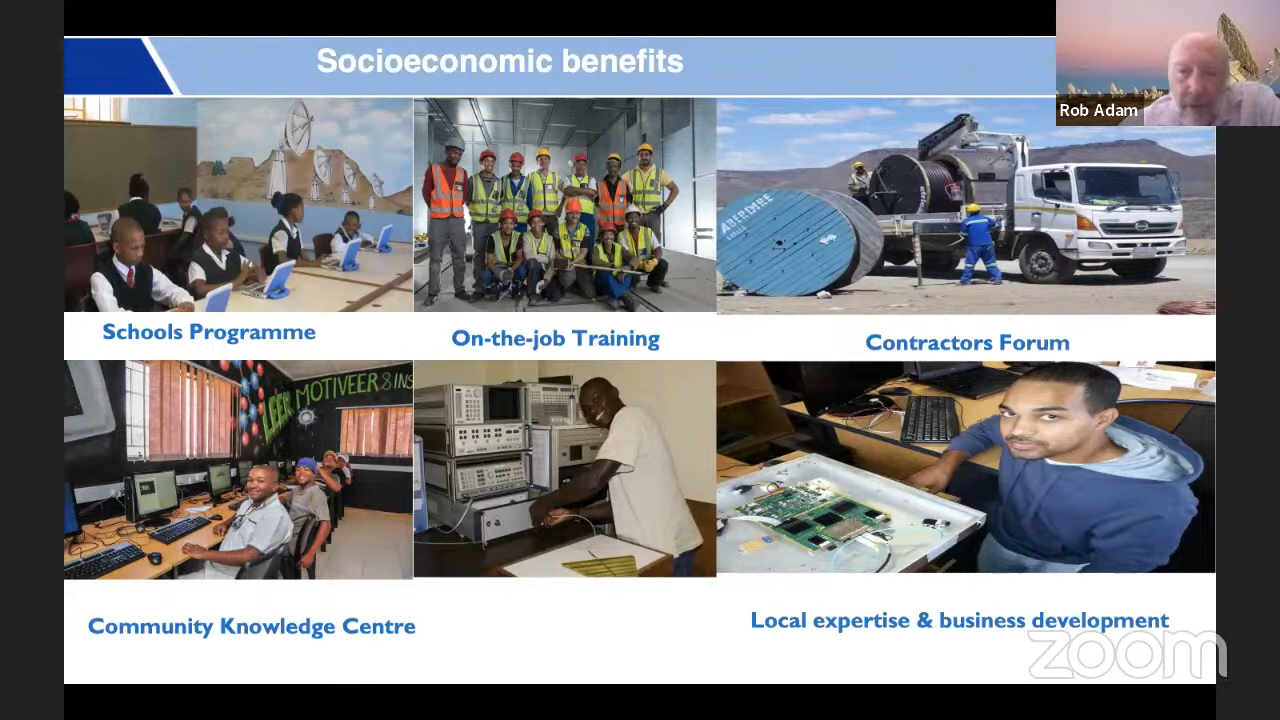 Socioeconomic benefits
Rob Adam
ABERDARE
Schools Programme
On-the-job Training
Contractors Forum
LEER MOTIVEER & INS
Community Knowledge Centre
Local expertise & business development
zoom